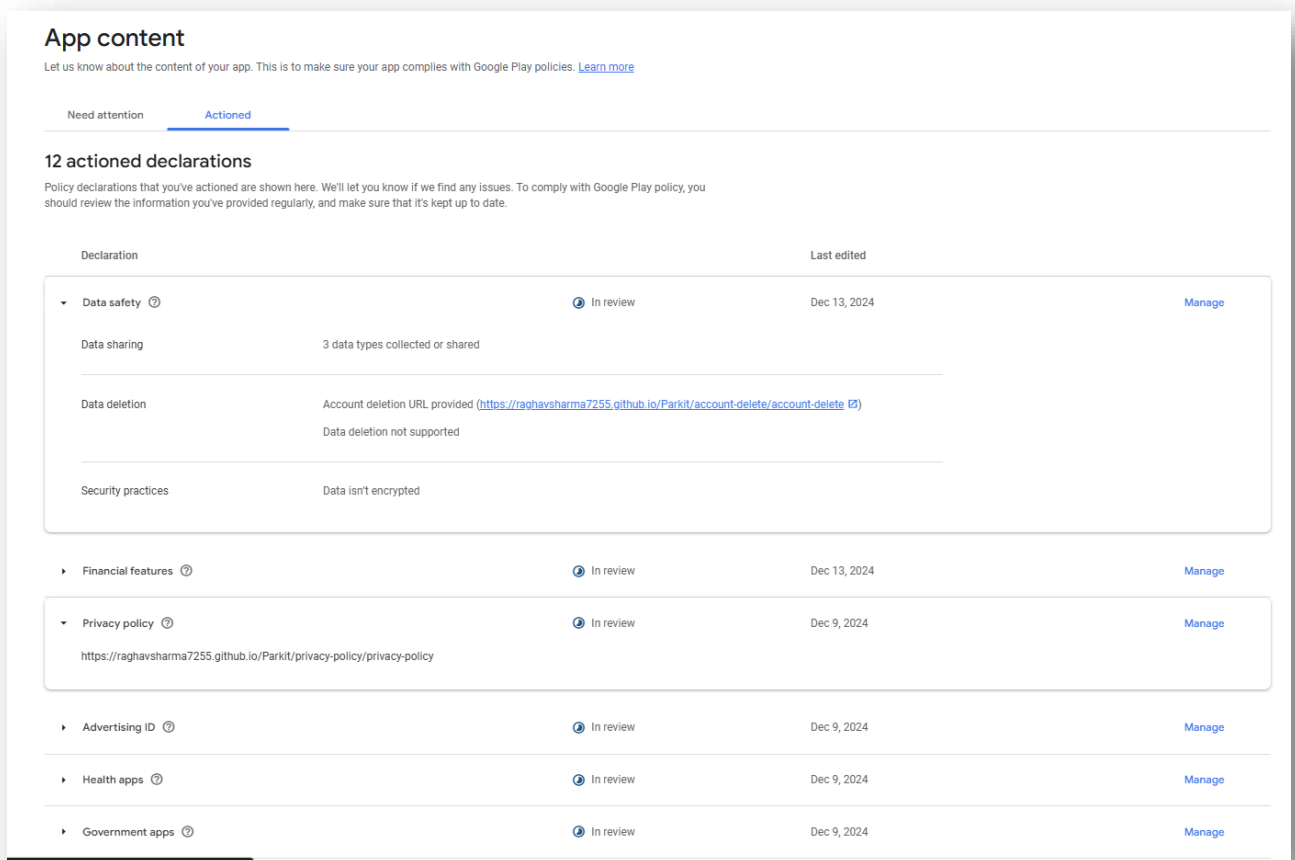 App content
Let us know about the content of your app. This is to make sure your app complies with Google Play policies. Learn more
Need attention Actioned
12 actioned declarations
Policy declarations that you've actioned are shown here. We'll let you know if we find any issues. To comply with Google Play policy, you
should review the information you've provided regularly, and make sure that it's kept up to date.
Declaration Last edited
Data safety In review Dec 13, 2024 Manage
Data sharing 3 data types collected or shared
Data deletion Account deletion URL provided (https://raghavsharma7255.github.io/Parkit/account-delete/account-delete)
Data deletion not supported
Security practices Data isn't encrypted
Financial features In review Dec 13, 2024 Manage
Privacy policy In review Dec 9, 2024 Manage
https://raghavsharma7255.github.io/Parkit/privacy-policy/privacy-policy
Advertising ID In review Dec 9, 2024 Manage
Health apps In review Dec 9, 2024 Manage
Government apps In review Dec 9, 2024 Manage